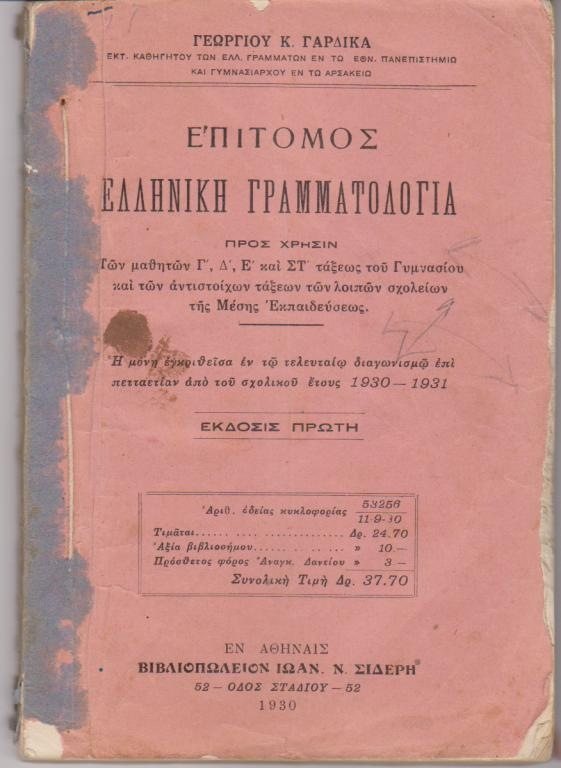 ΓΕΩΡΓΙΟΥ Κ. ΓΑΡΔΙΚΑ
ΕΚΤ. ΚΑΘΗΓΗΤΟΥ ΤΩΝ ΕΛΛ. ΓΡΑΜΜΑΤΩΝ ΕΝ ΤΩ ΕΘΝ. ΠΑΝΕΠΙΣΤΗΜΙΩ
ΚΑΙ ΓΥΜΝΑΣΙΑΡΧΟΥ ΕΝ ΤΩ ΑΡΣΑΚΕΙΩ
ΕΠΙΤΟΜΟΣ
ΕΛΛΗΝΙΚΗ ΓΡΑΜΜΑΤΟΛΟΓΙΑ
ΠΡΟΣ ΧΡΗΣΙΝ
Τῶν μαθητῶν Γ′, Δ′, Ε′ καὶ ΣΤ′ τάξεως τοῦ Γυμνασίου
καὶ τῶν ἀντιστοίχων τάξεων τῶν λοιπῶν σχολείων
τῆς Μέσης Ἐκπαιδεύσεως.
Ἡ μόνη ἐγκριθεῖσα ἐν τῷ τελευταίῳ διαγωνισμῷ ἐπὶ
πετταετίαν ἀπὸ τοῦ σχολικοῦ ἔτους 1930 — 1931
ΕΚΔΟΣΙΣ ΠΡΩΤΗ
Ἀριθ. ἀδείας κυκλοφορίας 53256
11-9-30
Τιμᾶται...... .... ................ Δρ. 24.70
Ἀξία βιβλιοσήμου........ .. ... » 10.—
Πρόσθετος φόρος Ἀναγκ. Δανείου » 3 —
Συνολικὴ Τιμὴ Δρ. 37.70
ΕΝ ΑΘΗΝΑΙΣ
ΒΙΒΛΙΟΠΩΛΕΙΟΝ ΙΩΑΝ. Ν. ΣΙΔΕΡΗ
52 — ΟΔΟΣ ΣΤΑΔΙΟΥ — 52
1930